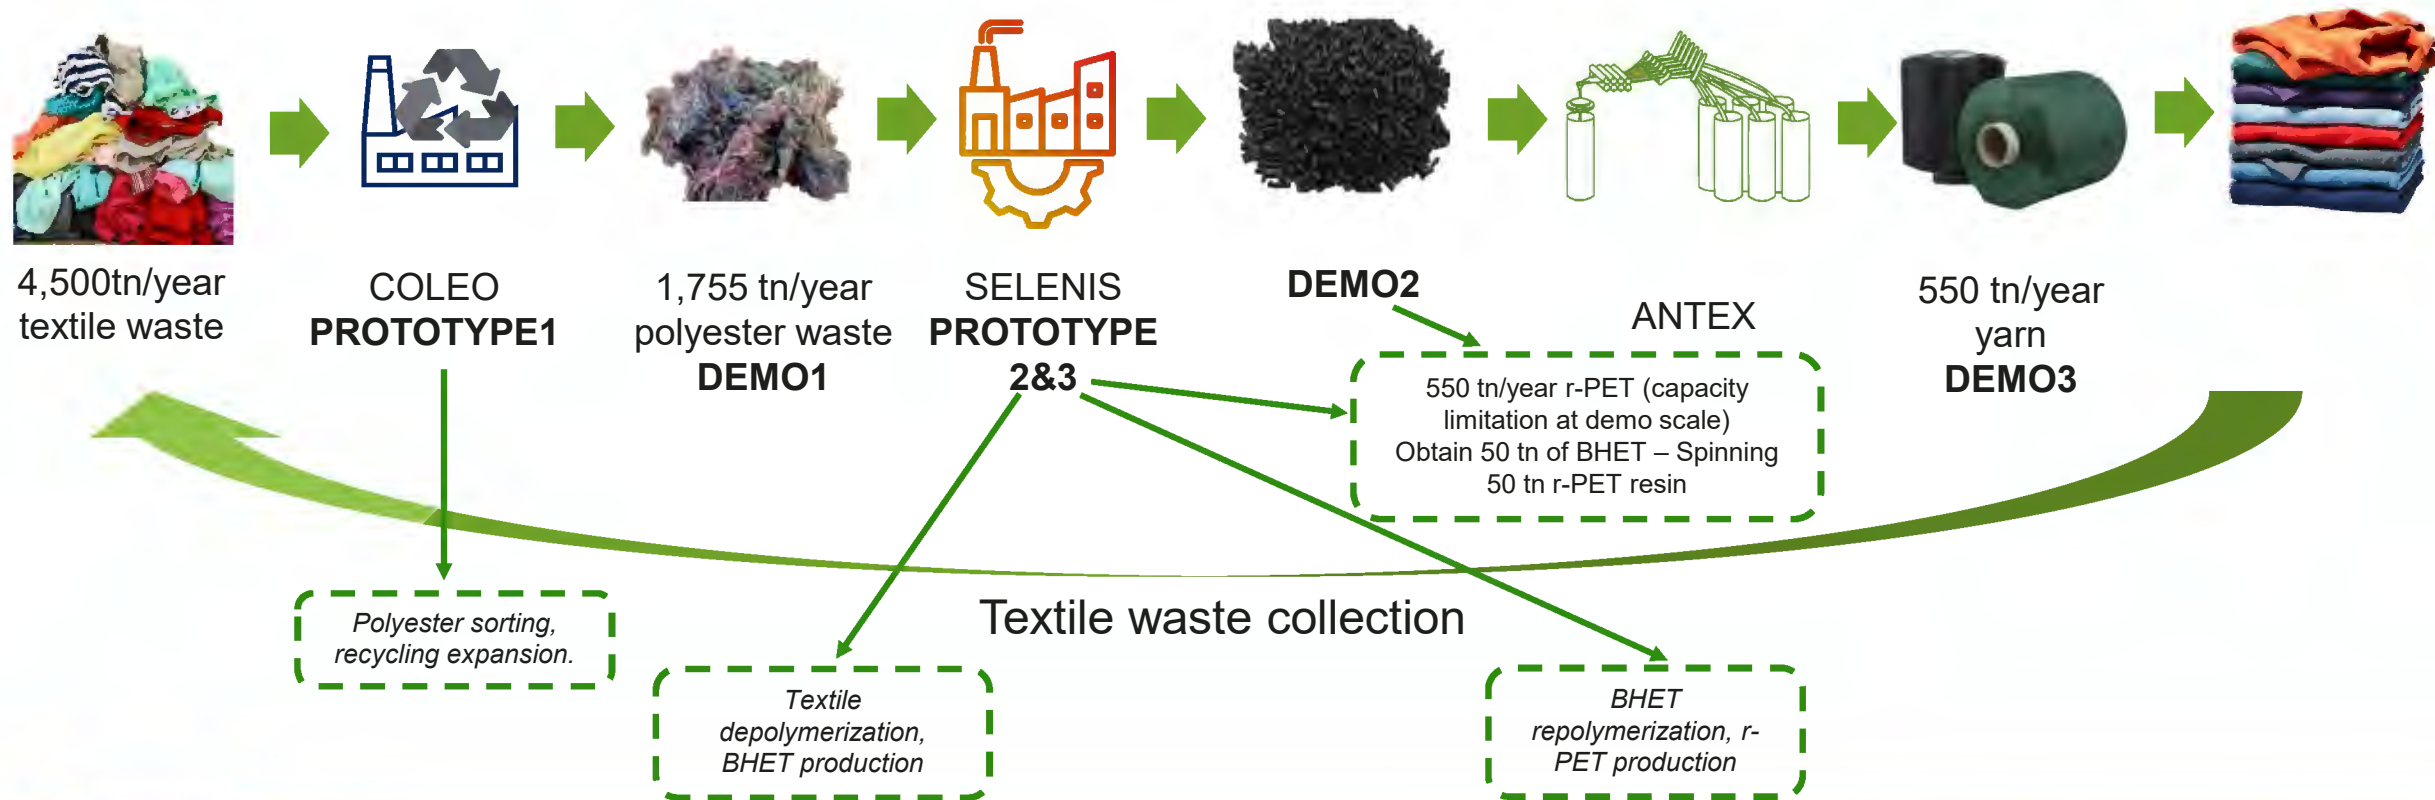 4,500tn/year
textile waste
COLEO
PROTOTYPE1
1,755 tn/year
polyester waste
DEMO1
SELENIS
PROTOTYPE
2&3
DEMO2
ANTEX
550 tn/year r-PET (capacity
limitation at demo scale)
Obtain 50 tn of BHET – Spinning
50 tn r-PET resin
550 tn/year
yarn
DEMO3
Textile waste collection
Polyester sorting,
recycling expansion.
Textile
depolymerization,
BHET production
BHET
repolymerization, r-
PET production